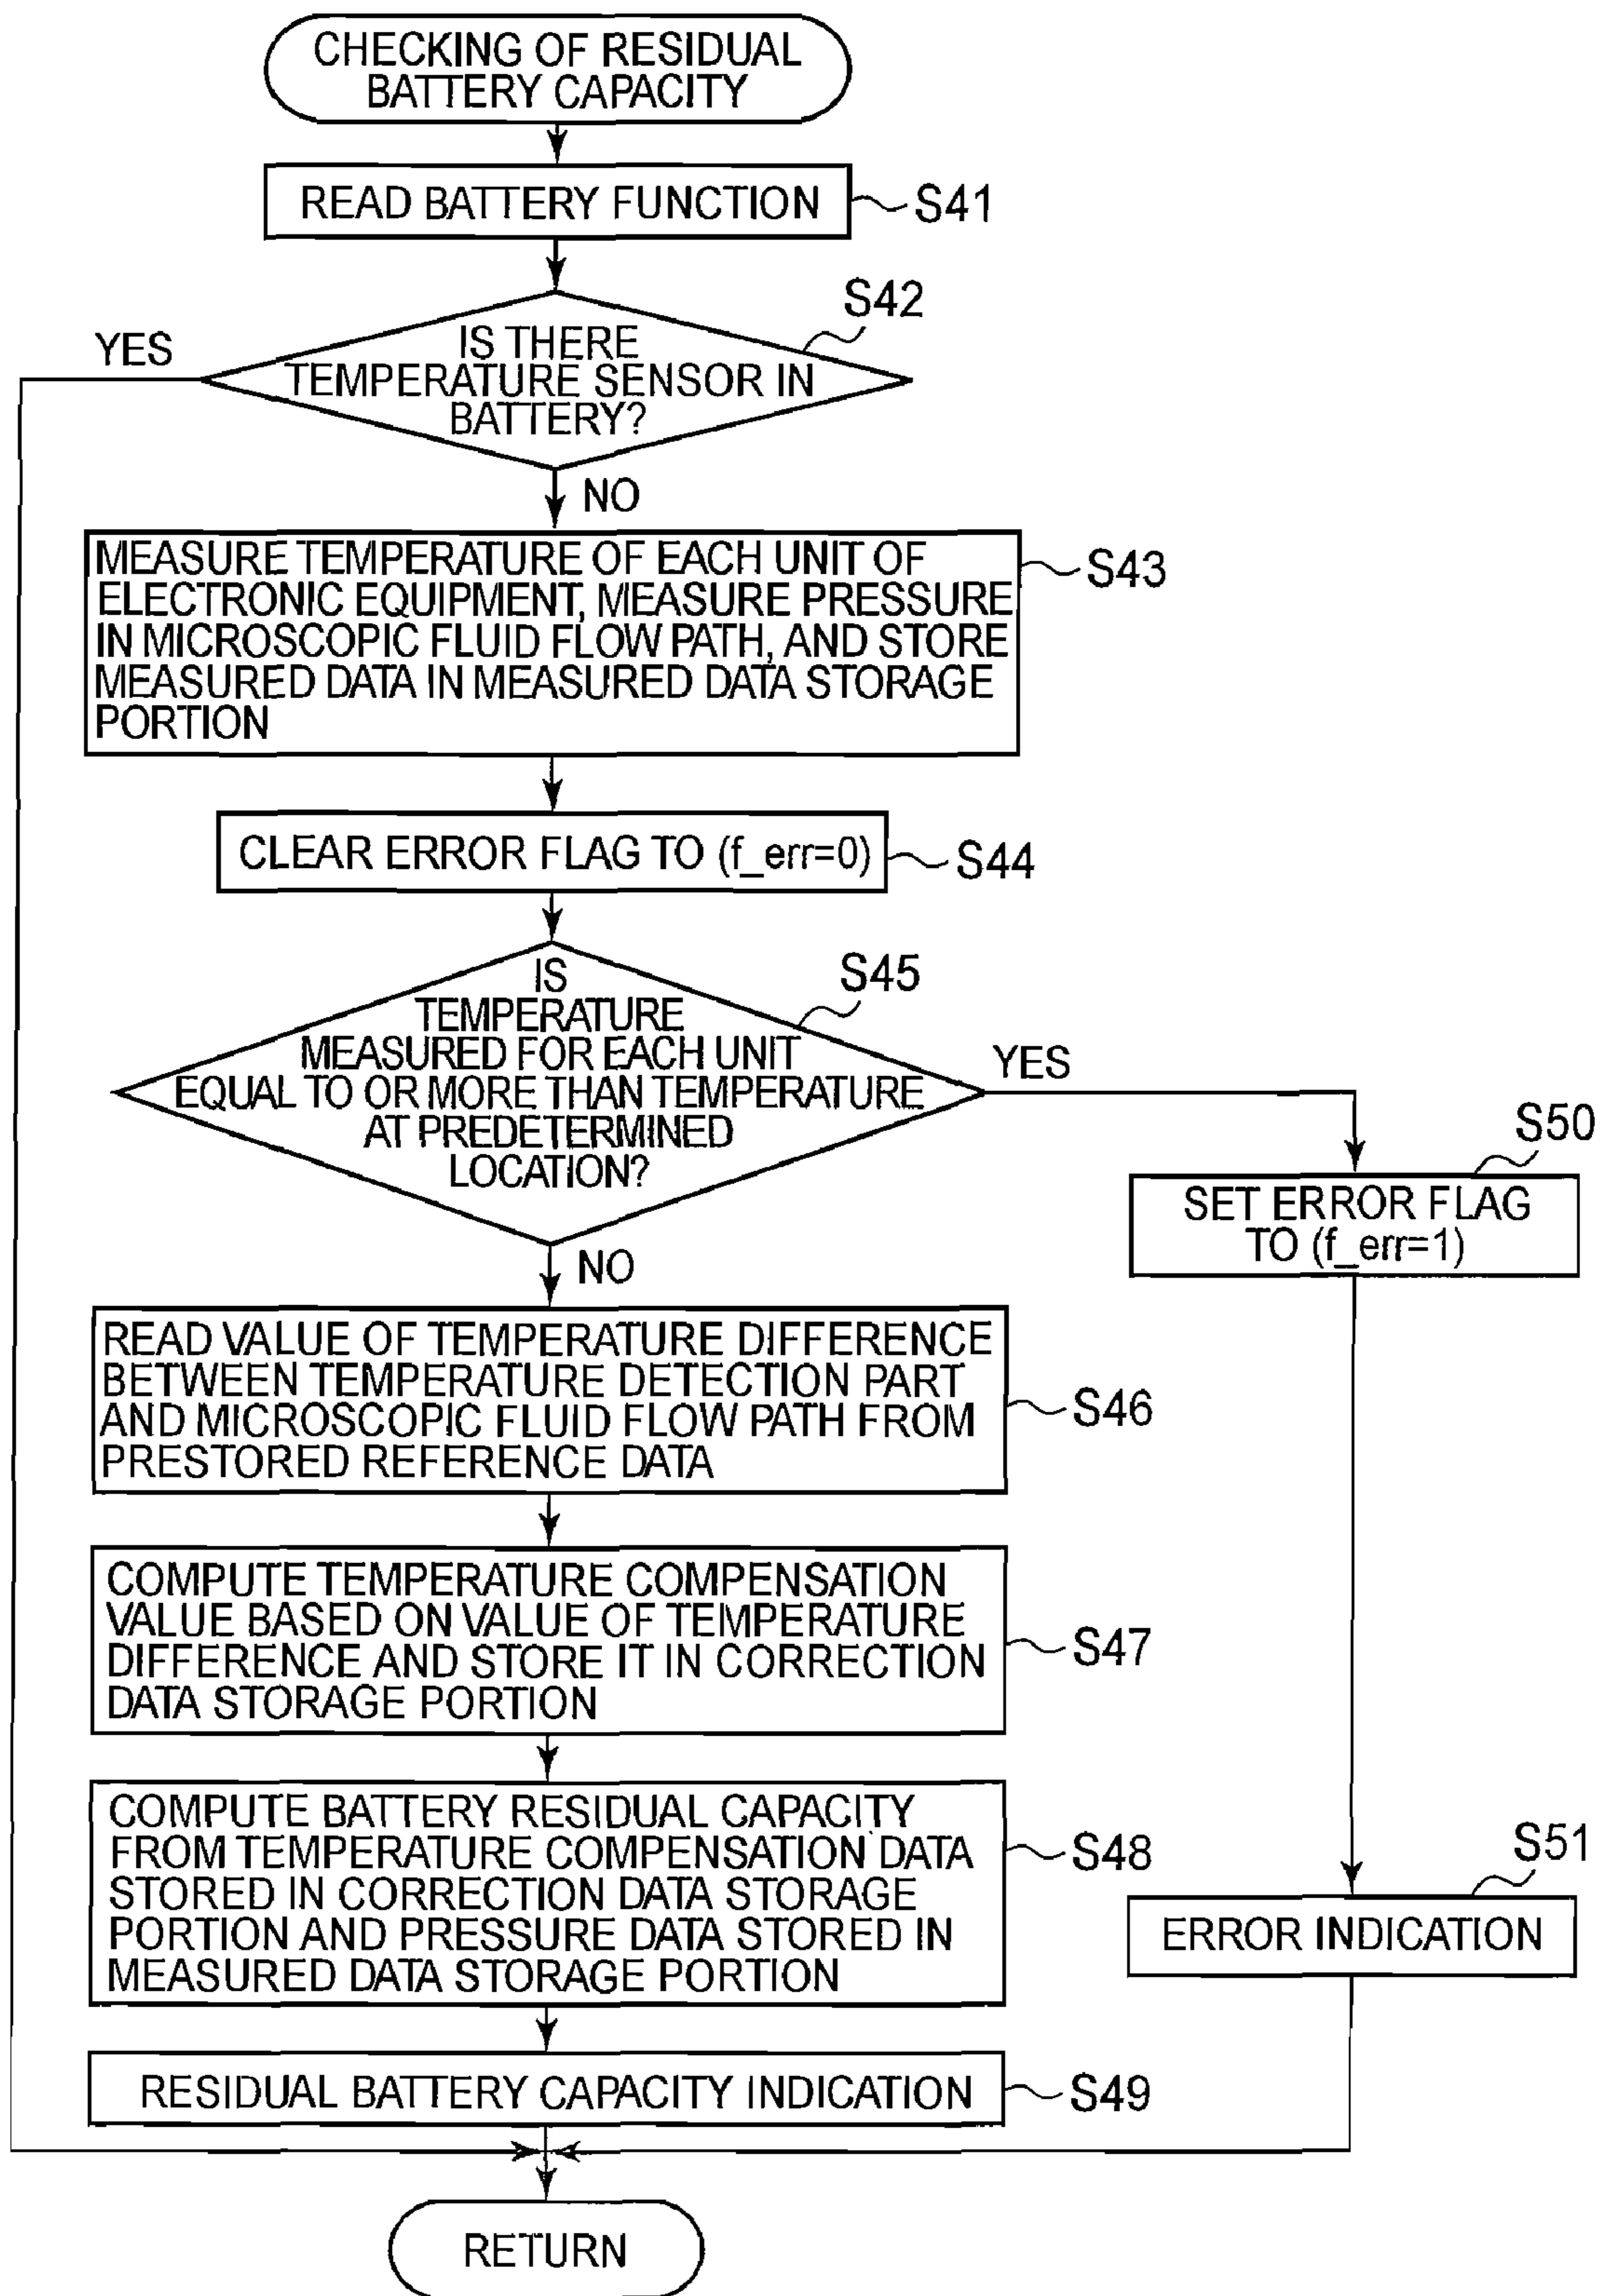 CHECKING OF RESIDUAL
BATTERY CAPACITY
READ BATTERY FUNCTION
S41
S42
YES
IS THERE
TEMPERATURE SENSOR IN
BATTERY?
NO
MEASURE TEMPERATURE OF EACH UNIT OF
ELECTRONIC EQUIPMENT, MEASURE PRESSURE
IN MICROSCOPIC FLUID FLOW PATH, AND STORE
MEASURED DATA IN MEASURED DATA STORAGE
PORTION
S43
CLEAR ERROR FLAG TO (f_err=0)
S44
S45
IS
TEMPERATURE
MEASURED FOR EACH UNIT
EQUAL TO OR MORE THAN TEMPERATURE
AT PREDETERMINED
LOCATION?
YES
NO
S50
SET ERROR FLAG
TO (f_err=1)
READ VALUE OF TEMPERATURE DIFFERENCE
BETWEEN TEMPERATURE DETECTION PART
AND MICROSCOPIC FLUID FLOW PATH FROM
PRESTORED REFERENCE DATA
S46
COMPUTE TEMPERATURE COMPENSATION
VALUE BASED ON VALUE OF TEMPERATURE
DIFFERENCE AND STORE IT IN CORRECTION
DATA STORAGE PORTION
S47
COMPUTE BATTERY RESIDUAL CAPACITY
FROM TEMPERATURE COMPENSATION DATA
STORED IN CORRECTION DATA STORAGE
PORTION AND PRESSURE DATA STORED IN
MEASURED DATA STORAGE PORTION
S48
S51
ERROR INDICATION
RESIDUAL BATTERY CAPACITY INDICATION
S49
RETURN